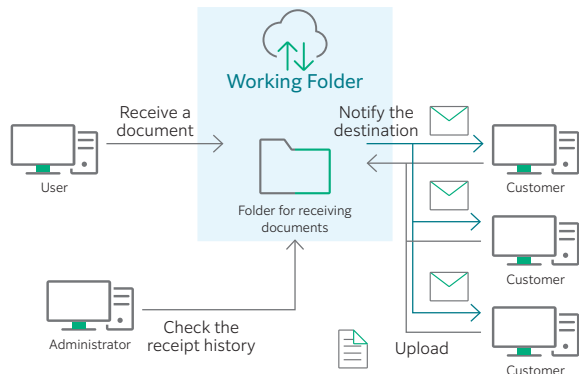 Working Folder
Receive a
document
Notify the
destination
User
Folder for receiving
documents
Customer
Customer
Administrator
Check the
receipt history
Upload
Customer